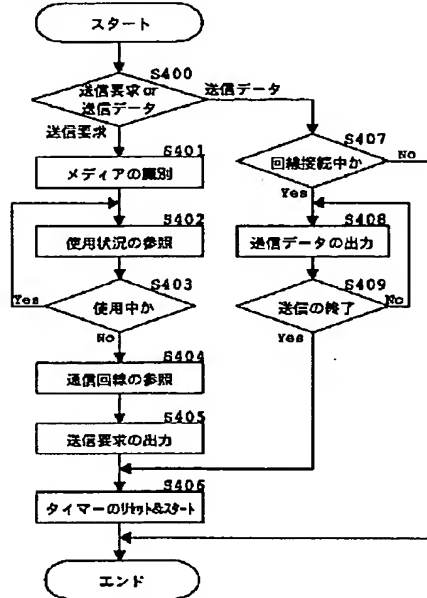 スタート
S400
送信要求 or
送信データ
送信データ
送信要求
S401
メディアの識別
S402
使用状況の参照
S403
使用中か
Yes
No
S404
通信回線の参照
S405
送信要求の出力
S406
タイマーのリセット&スタート
エンド
S407
回線接続中か
No
Yes
S408
送信データの出力
S409
送信の終了
No
Yes